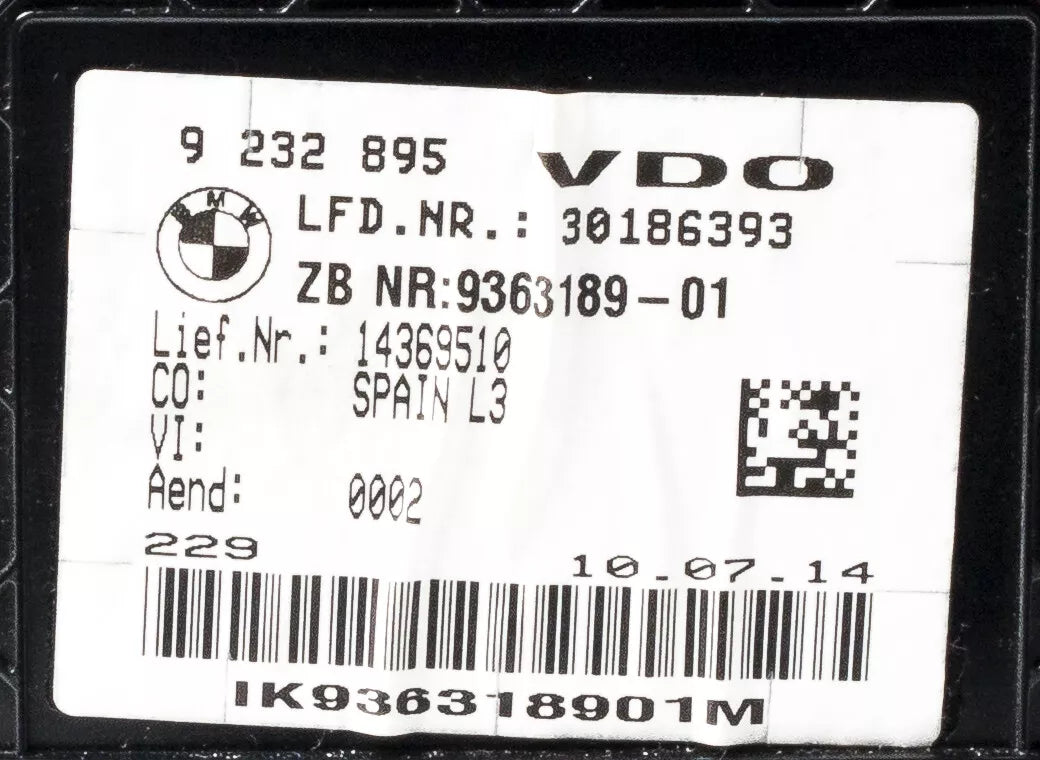 9 232 895
VDO
BMW
LFD.NR.: 30186393
ZB NR:9363189-01
Lief.Nr.: 14369510
CO: SPAIN L3
VI:
Aend: 0002
229
10.07.14
IK936318901M